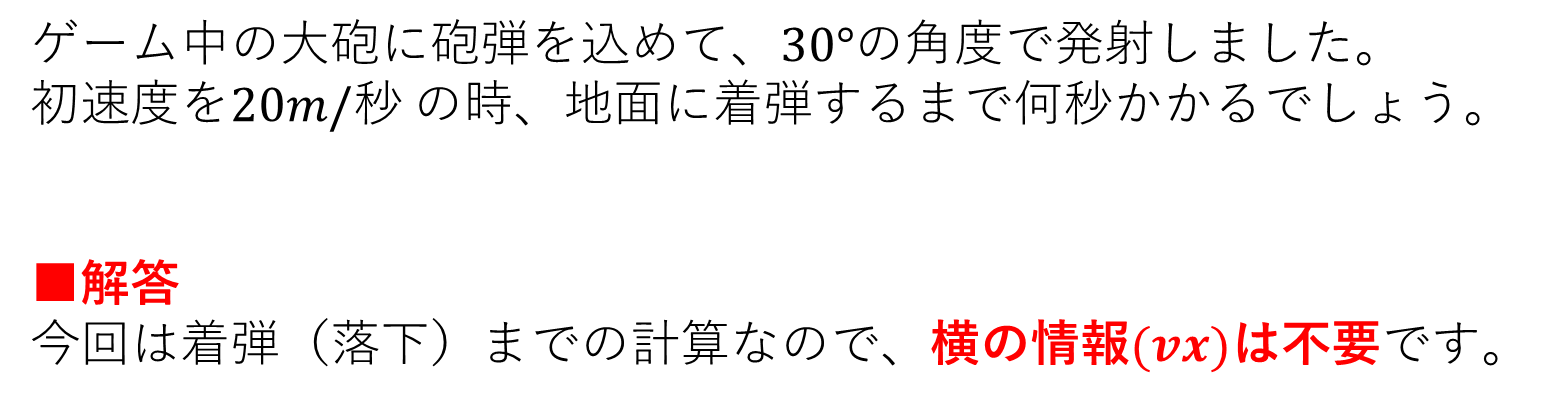 ゲーム中の大砲に砲弾を込めて、30°の角度で発射しました。
初速度を20m/秒 の時、地面に着弾するまで何秒かかるでしょう。
■解答
今回は着弾（落下）までの計算なので、横の情報(vx)は不要です。